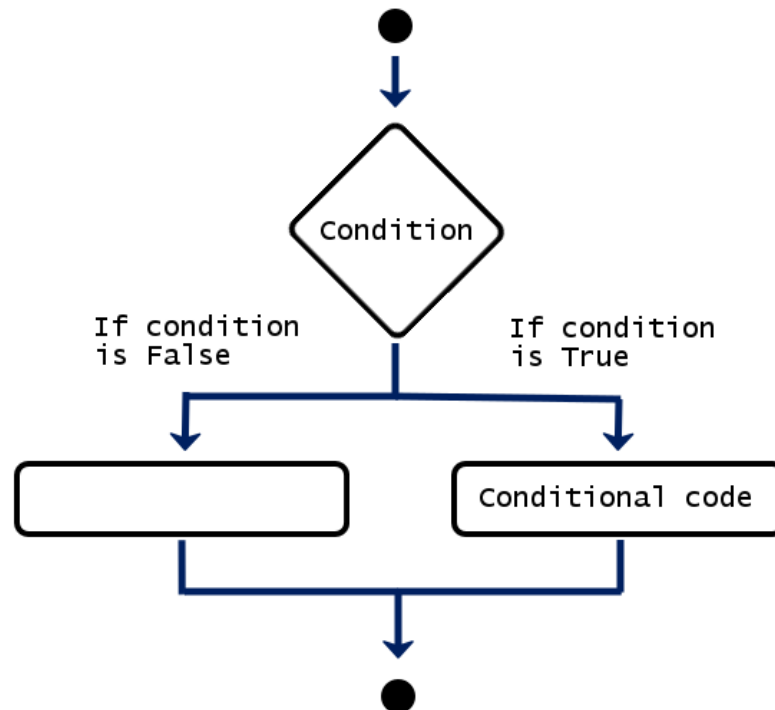 Condition
If condition
is False
If condition
is True
Conditional code